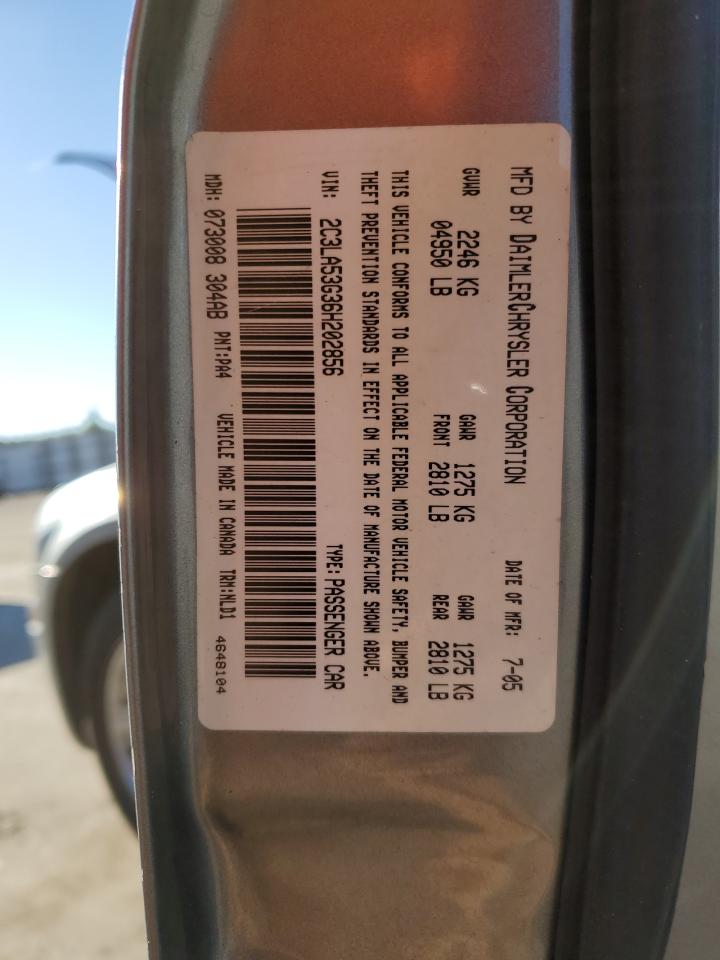 MFD BY DAIMLERCHRYSLER CORPORATION DATE OF MFR: 7-05
GVWR 2246 KG GAWR 1275 KG GAWR 1275 KG
04950 LB FRONT 2810 LB REAR 2810 LB
THIS VEHICLE CONFORMS TO ALL APPLICABLE FEDERAL MOTOR VEHICLE SAFETY, BUMPER AND
THEFT PREVENTION STANDARDS IN EFFECT ON THE DATE OF MANUFACTURE SHOWN ABOVE.
VIN: 2C3LA53G36H202856 TYPE: PASSENGER CAR
MDH: 073008 304AB PNT:PA4 VEHICLE MADE IN CANADA TRM:NLD1 4648104